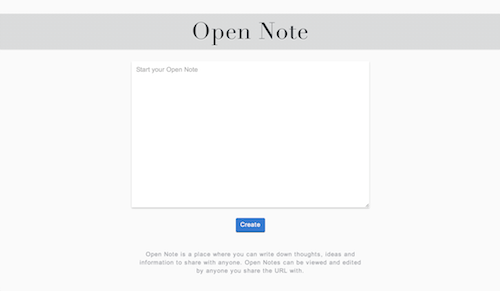 Open Note
Start your Open Note
Create
Open Note is a place where you can write down thoughts, ideas and
information to share with anyone. Open Notes can be viewed and edited
by anyone you share the URL with.